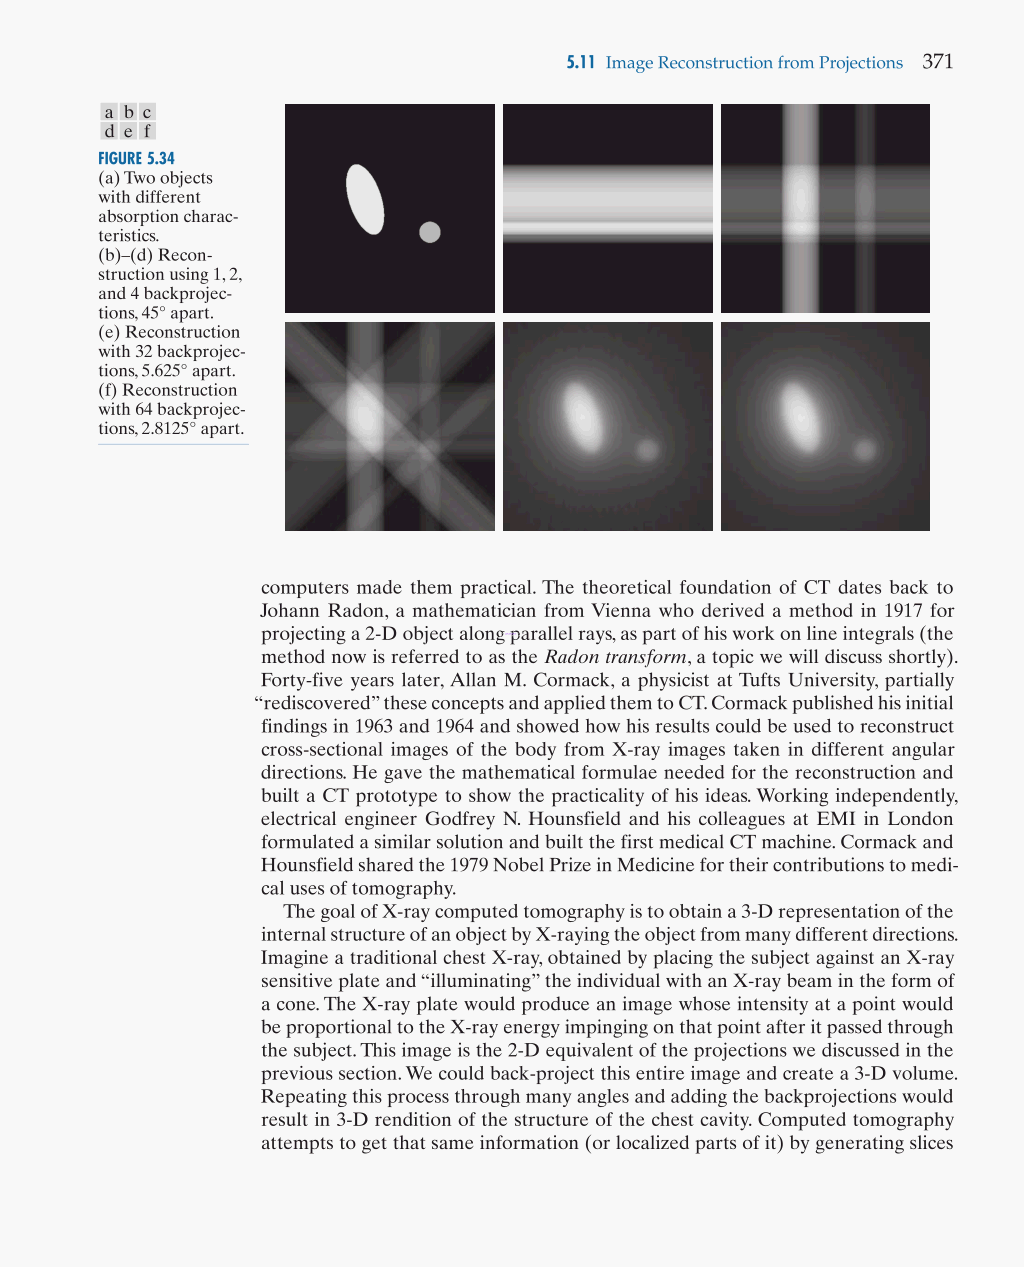 5.11 Image Reconstruction from Projections 371
a b c
d e f
FIGURE 5.34
(a) Two objects
with different
absorption charac-
teristics.
(b)–(d) Recon-
struction using 1, 2,
and 4 backprojec-
tions, 45° apart.
(e) Reconstruction
with 32 backprojec-
tions, 5.625° apart.
(f) Reconstruction
with 64 backprojec-
tions, 2.8125° apart.
computers made them practical. The theoretical foundation of CT dates back to
Johann Radon, a mathematician from Vienna who derived a method in 1917 for
projecting a 2-D object along parallel rays, as part of his work on line integrals (the
method now is referred to as the Radon transform, a topic we will discuss shortly).
Forty-five years later, Allan M. Cormack, a physicist at Tufts University, partially
“rediscovered” these concepts and applied them to CT. Cormack published his initial
findings in 1963 and 1964 and showed how his results could be used to reconstruct
cross-sectional images of the body from X-ray images taken in different angular
directions. He gave the mathematical formulae needed for the reconstruction and
built a CT prototype to show the practicality of his ideas. Working independently,
electrical engineer Godfrey N. Hounsfield and his colleagues at EMI in London
formulated a similar solution and built the first medical CT machine. Cormack and
Hounsfield shared the 1979 Nobel Prize in Medicine for their contributions to medi-
cal uses of tomography.
The goal of X-ray computed tomography is to obtain a 3-D representation of the
internal structure of an object by X-raying the object from many different directions.
Imagine a traditional chest X-ray, obtained by placing the subject against an X-ray
sensitive plate and “illuminating” the individual with an X-ray beam in the form of
a cone. The X-ray plate would produce an image whose intensity at a point would
be proportional to the X-ray energy impinging on that point after it passed through
the subject. This image is the 2-D equivalent of the projections we discussed in the
previous section. We could back-project this entire image and create a 3-D volume.
Repeating this process through many angles and adding the backprojections would
result in 3-D rendition of the structure of the chest cavity. Computed tomography
attempts to get that same information (or localized parts of it) by generating slices